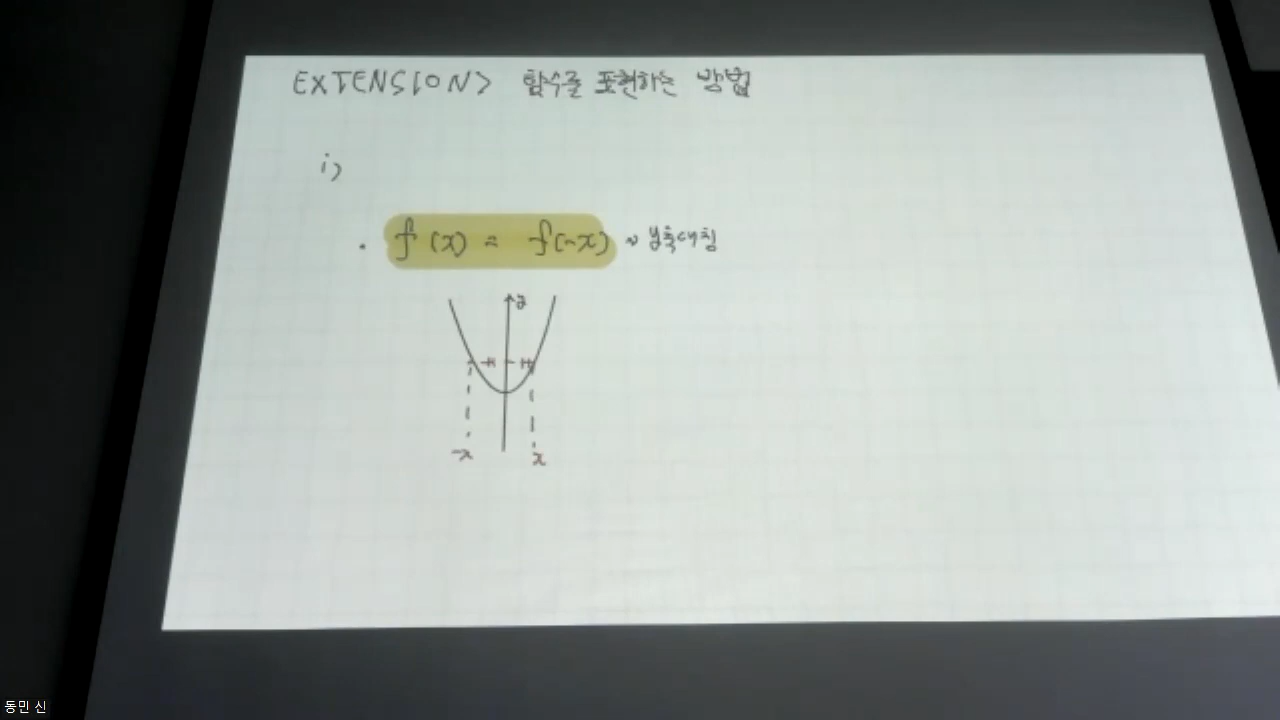 EXTENSION> 함수를 표현하는 방법
i)
· f(x) = f(-x) ~ y축대칭
y
-x x
동민 신